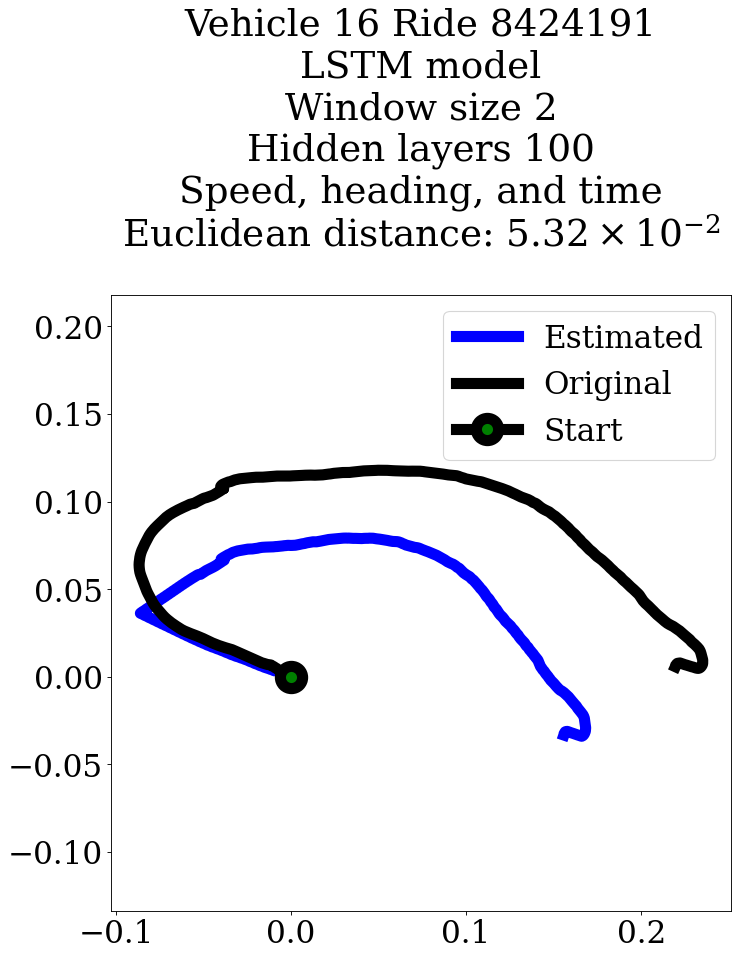 Vehicle 16 Ride 8424191
LSTM model
Window size 2
Hidden layers 100
Speed, heading, and time
Euclidean distance: 5.32 × 10⁻²
Estimated
Original
Start
0.20
0.15
0.10
0.05
0.00
−0.05
−0.10
−0.1 0.0 0.1 0.2